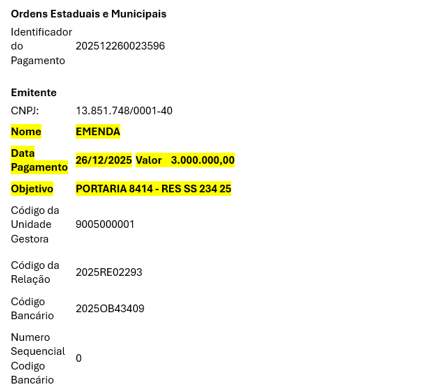 Ordens Estaduais e Municipais
Identificador
do 202512260023596
Pagamento
Emitente
CNPJ: 13.851.748/0001-40
Nome EMENDA
Data
Pagamento 26/12/2025 Valor 3.000.000,00
Objetivo PORTARIA 8414 - RES SS 234 25
Código da
Unidade 9005000001
Gestora
Código da
Relação 2025RE02293
Código
Bancário 2025OB43409
Numero
Sequencial
Codigo 0
Bancário